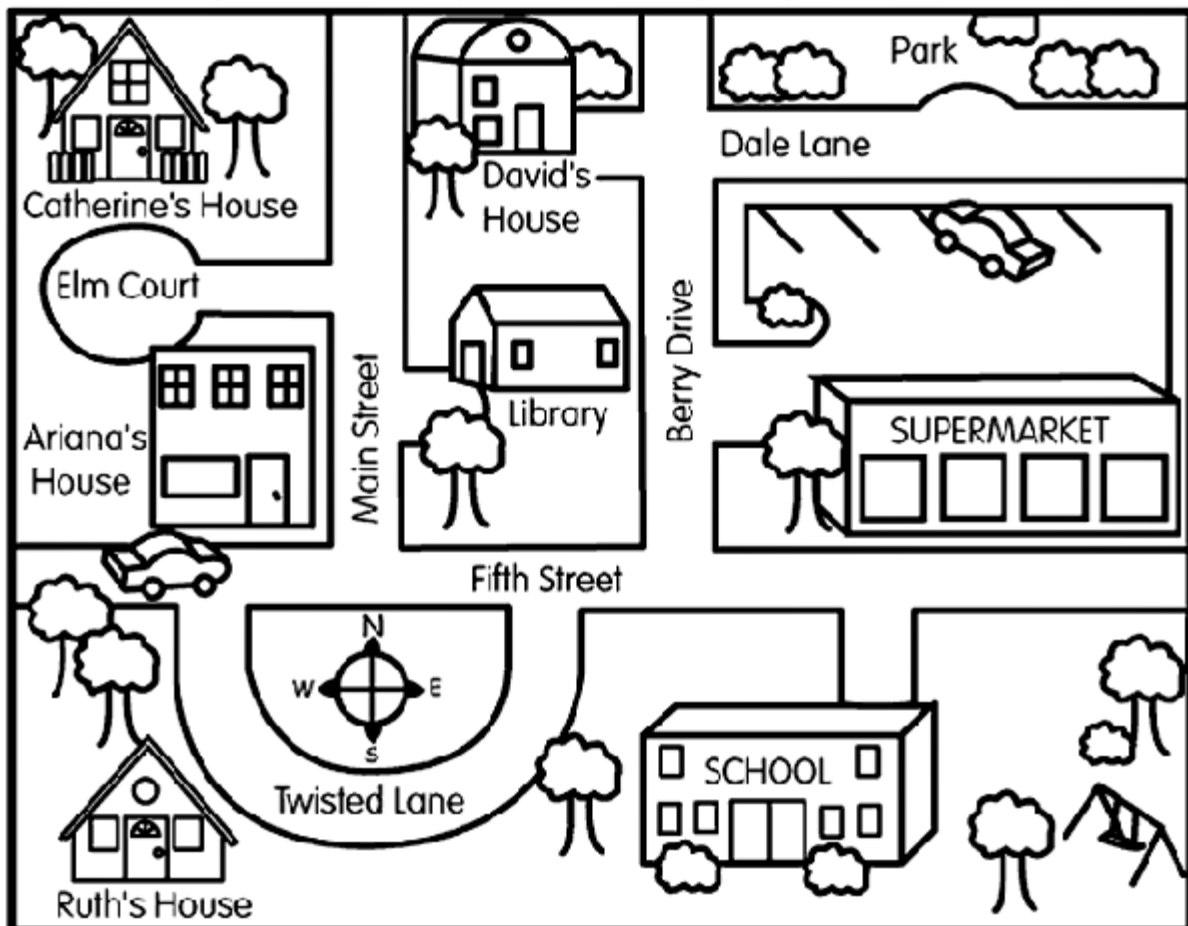 Park
Dale Lane
David's
House
Catherine's House
Elm Court
Main Street
Berry Drive
Library
SUPERMARKET
Ariana's
House
Fifth Street
N
W
E
S
SCHOOL
Twisted Lane
Ruth's House